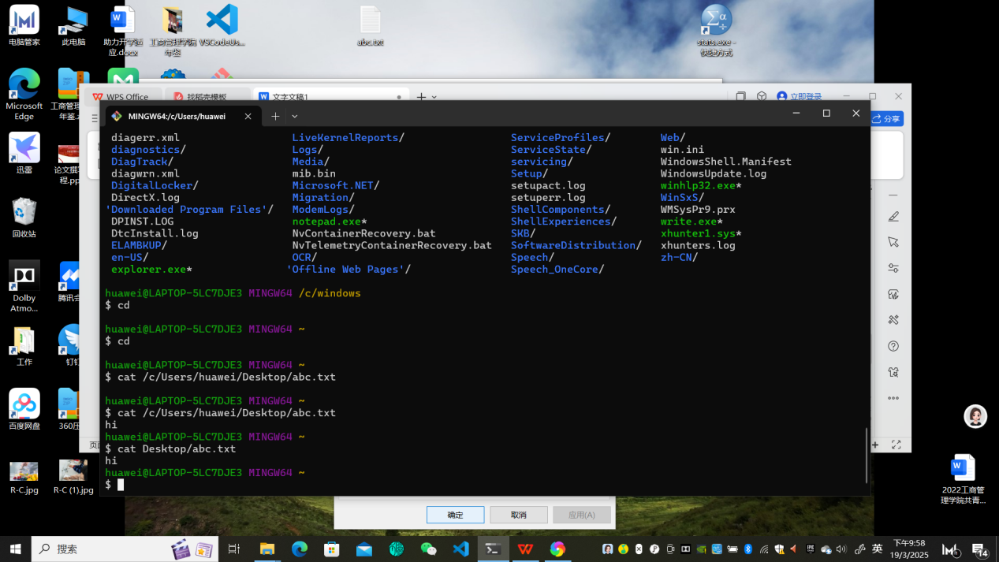 电脑管家
此电脑
助力开学适
应.docx
工商管理学院
年鉴
VSCodeUs...
abc.txt
stats.exe -
快捷方式
Microsoft
Edge
工商管理
年鉴.z
WPS Office
找稻壳模板
文字文稿1
立即登录
分享
MINGW64:/c/Users/huawei
迅雷
论文撰写
程.pp
回收站
Dolby
Atmo...
腾讯会
工作
钉钉
百度网盘
360压
R-C.jpg
R-C (1).jpg
diagerr.xml LiveKernelReports/ ServiceProfiles/ Web/
diagnostics/ Logs/ ServiceState/ win.ini
DiagTrack/ Media/ servicing/ WindowsShell.Manifest
diagwrn.xml mib.bin Setup/ WindowsUpdate.log
DigitalLocker/ Microsoft.NET/ setupact.log winhlp32.exe*
DirectX.log Migration/ setuperr.log WinSxS/
'Downloaded Program Files'/ ModemLogs/ ShellComponents/ WMSysPr9.prx
DPINST.LOG notepad.exe* ShellExperiences/ write.exe*
DtcInstall.log NvContainerRecovery.bat SKB/ xhunter1.sys*
ELAMBKUP/ NvTelemetryContainerRecovery.bat SoftwareDistribution/ xhunters.log
en-US/ OCR/ Speech/ zh-CN/
explorer.exe* 'Offline Web Pages'/ Speech_OneCore/
huawei@LAPTOP-5LC7DJE3 MINGW64 /c/windows
$ cd
huawei@LAPTOP-5LC7DJE3 MINGW64 ~
$ cd
huawei@LAPTOP-5LC7DJE3 MINGW64 ~
$ cat /c/Users/huawei/Desktop/abc.txt
huawei@LAPTOP-5LC7DJE3 MINGW64 ~
$ cat /c/Users/huawei/Desktop/abc.txt
hi
huawei@LAPTOP-5LC7DJE3 MINGW64 ~
$ cat Desktop/abc.txt
hi
huawei@LAPTOP-5LC7DJE3 MINGW64 ~
$
确定
取消
应用(A)
2022工商管
理学院共青...
搜索
英
下午9:58
19/3/2025
14